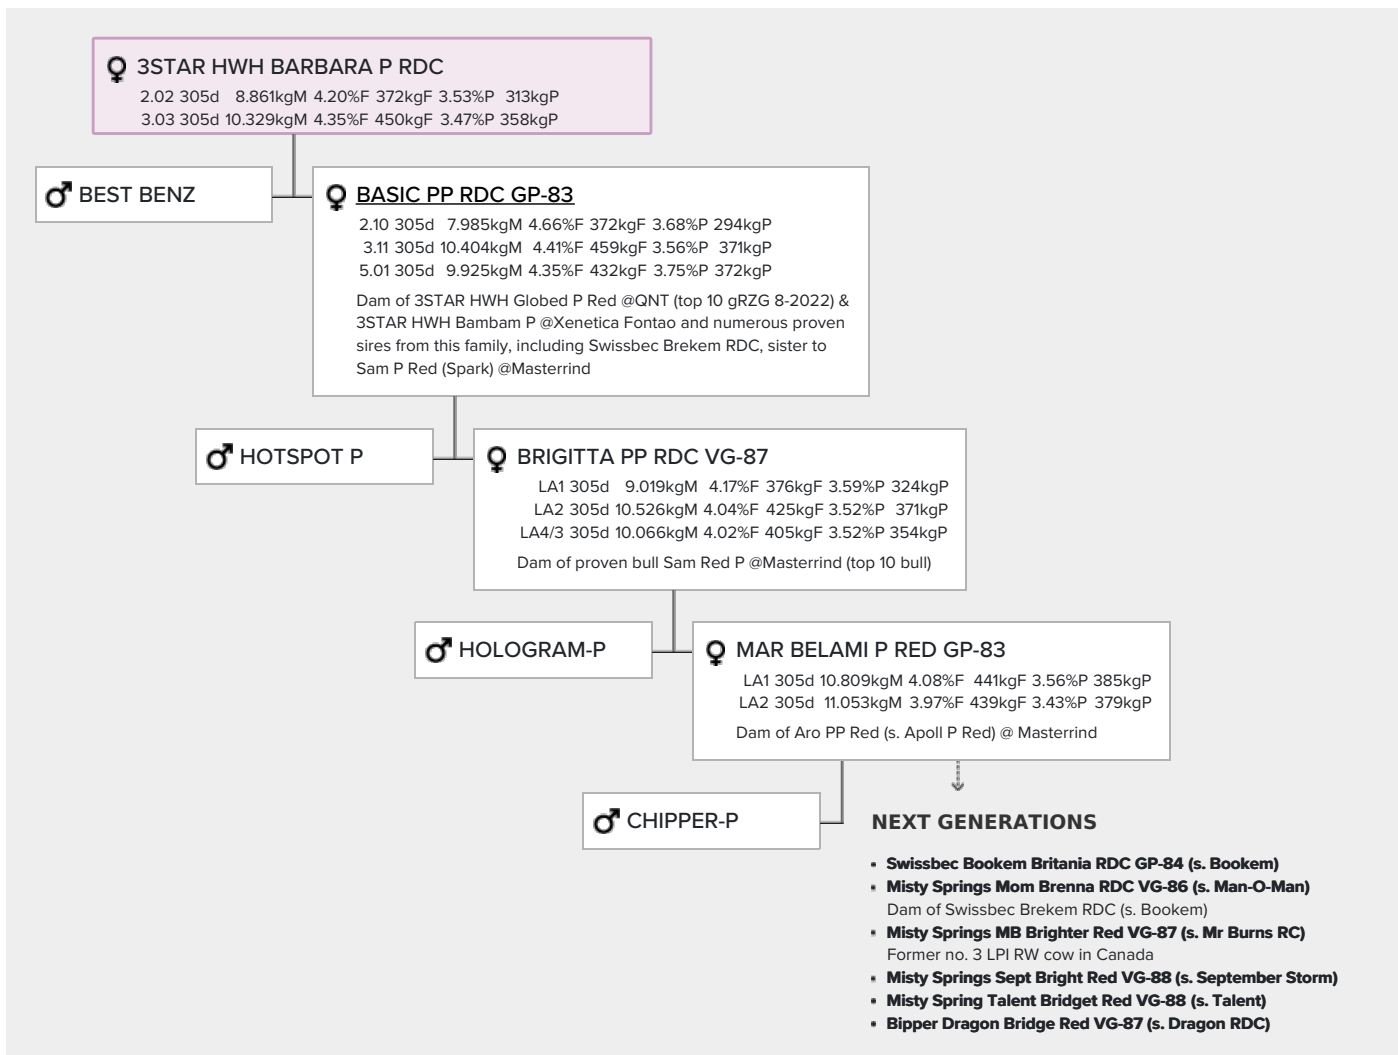 3STAR HWH BARBARA P RDC
2.02 305d 8.861kgM 4.20%F 372kgF 3.53%P 313kgP
3.03 305d 10.329kgM 4.35%F 450kgF 3.47%P 358kgP
BEST BENZ
BASIC PP RDC GP-83
2.10 305d 7.985kgM 4.66%F 372kgF 3.68%P 294kgP
3.11 305d 10.404kgM 4.41%F 459kgF 3.56%P 371kgP
5.01 305d 9.925kgM 4.35%F 432kgF 3.75%P 372kgP
Dam of 3STAR HWH Globed P Red @QNT (top 10 gRZG 8-2022) &
3STAR HWH Bambam P @Xenetica Fontao and numerous proven
sires from this family, including Swissbec Brekem RDC, sister to
Sam P Red (Spark) @Masterrind
HOTSPOT P
BRIGITTA PP RDC VG-87
LA1 305d 9.019kgM 4.17%F 376kgF 3.59%P 324kgP
LA2 305d 10.526kgM 4.04%F 425kgF 3.52%P 371kgP
LA4/3 305d 10.066kgM 4.02%F 405kgF 3.52%P 354kgP
Dam of proven bull Sam Red P @Masterrind (top 10 bull)
HOLOGRAM-P
MAR BELAMI P RED GP-83
LA1 305d 10.809kgM 4.08%F 441kgF 3.56%P 385kgP
LA2 305d 11.053kgM 3.97%F 439kgF 3.43%P 379kgP
Dam of Aro PP Red (s. Apoll P Red) @ Masterrind
CHIPPER-P
NEXT GENERATIONS
▪ Swissbec Bookem Britania RDC GP-84 (s. Bookem)
▪ Misty Springs Mom Brenna RDC VG-86 (s. Man-O-Man)
Dam of Swissbec Brekem RDC (s. Bookem)
▪ Misty Springs MB Brighter Red VG-87 (s. Mr Burns RC)
Former no. 3 LPI RW cow in Canada
▪ Misty Springs Sept Bright Red VG-88 (s. September Storm)
▪ Misty Spring Talent Bridget Red VG-88 (s. Talent)
▪ Bipper Dragon Bridge Red VG-87 (s. Dragon RDC)